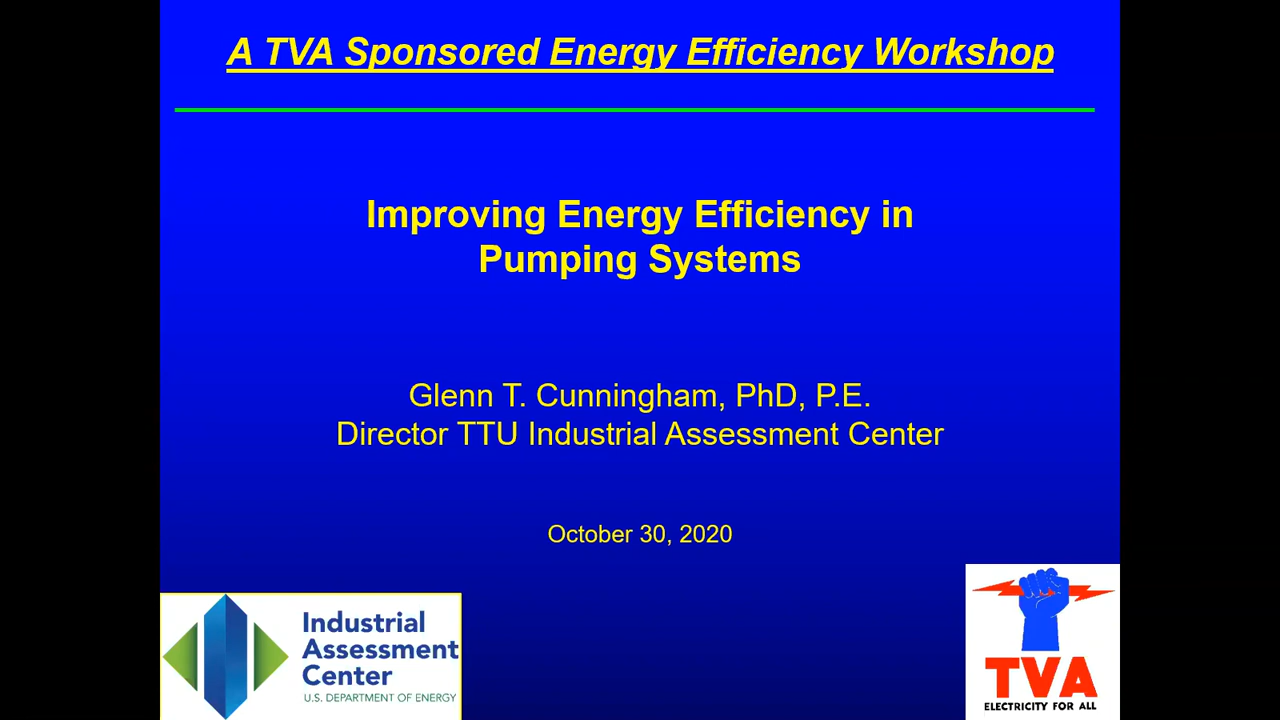 A TVA Sponsored Energy Efficiency Workshop
Improving Energy Efficiency in
Pumping Systems
Glenn T. Cunningham, PhD, P.E.
Director TTU Industrial Assessment Center
October 30, 2020
Industrial
Assessment
Center
U.S. DEPARTMENT OF ENERGY
TVA
ELECTRICITY FOR ALL